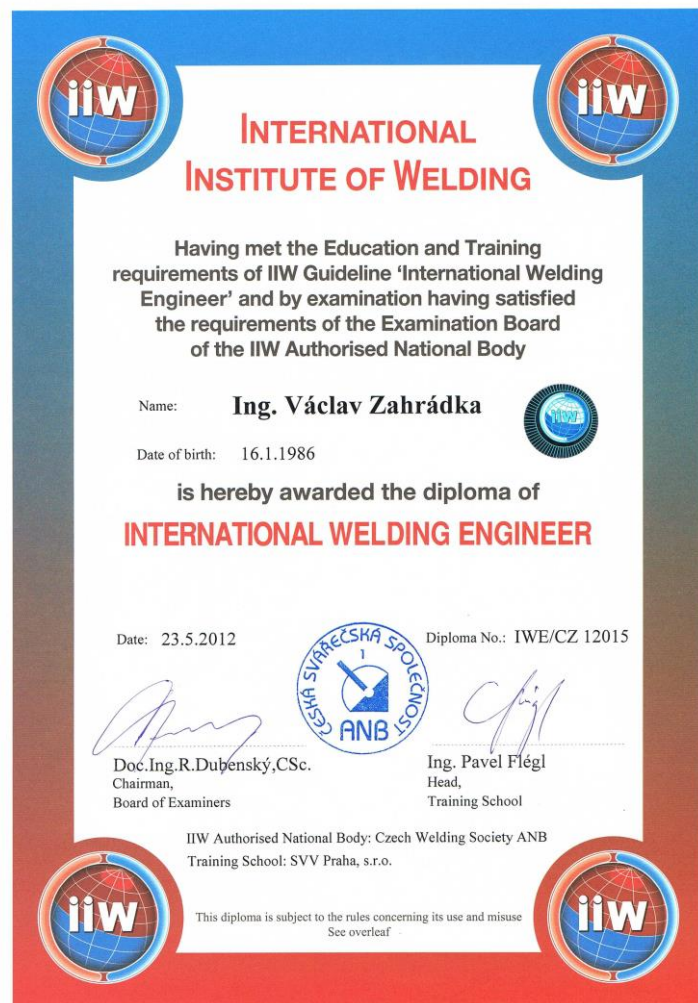 iiw
iiw
INTERNATIONAL
INSTITUTE OF WELDING
Having met the Education and Training
requirements of IIW Guideline ‘International Welding
Engineer’ and by examination having satisfied
the requirements of the Examination Board
of the IIW Authorised National Body
Name: Ing. Václav Zahrádka
iiw
Date of birth: 16.1.1986
is hereby awarded the diploma of
INTERNATIONAL WELDING ENGINEER
Date: 23.5.2012
ČESKÁ SVÁŘEČSKÁ SPOLEČNOST
1
ANB
Diploma No.: IWE/CZ 12015
Doc.Ing.R.Dubenský,CSc.
Chairman,
Board of Examiners
Ing. Pavel Flégl
Head,
Training School
IIW Authorised National Body: Czech Welding Society ANB
Training School: SVV Praha, s.r.o.
iiw
iiw
This diploma is subject to the rules concerning its use and misuse
See overleaf